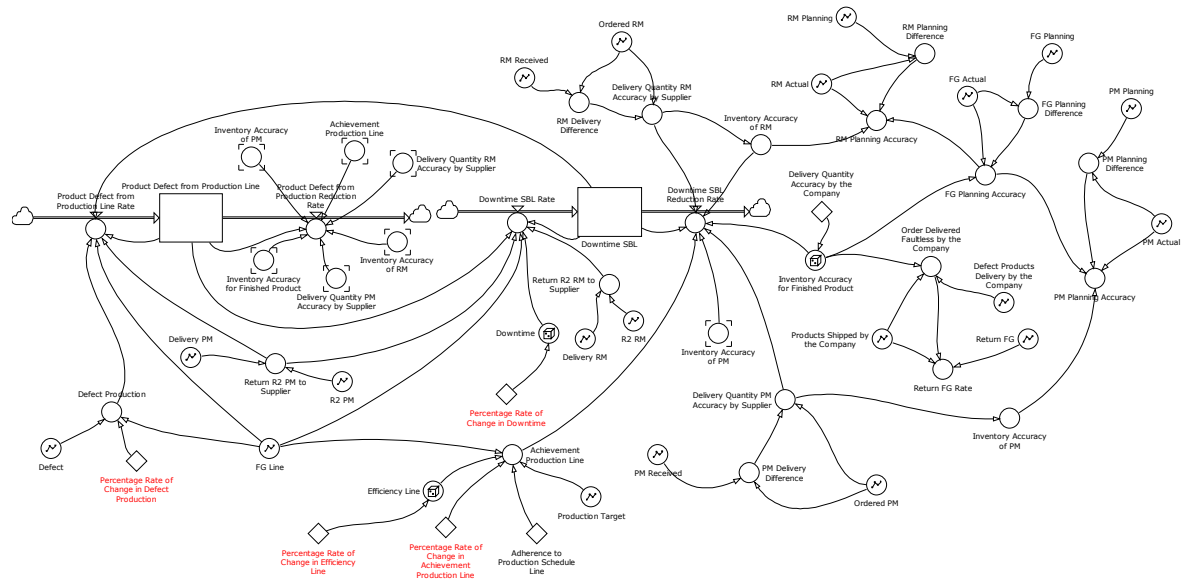 Ordered RM
RM Planning
RM Planning
Difference
FG Planning
RM Received
Delivery Quantity RM
Accuracy by Supplier
RM Actual
FG Actual
PM Planning
RM Delivery
Difference
FG Planning
Difference
Inventory Accuracy
of PM
Achievement
Production Line
Inventory Accuracy
of RM
RM Planning Accuracy
Delivery Quantity RM
Accuracy by Supplier
PM Planning
Difference
Product Defect from
Production Line Rate
Product Defect from Production Line
Product Defect from
Production Reduction
Rate
Downtime SBL Rate
Downtime SBL
Reduction Rate
Delivery Quantity
Accuracy by the
Company
FG Planning Accuracy
Downtime SBL
Order Delivered
Faultless by the
Company
PM Actual
Inventory Accuracy
for Finished Product
Inventory Accuracy
of RM
Delivery Quantity PM
Accuracy by Supplier
Return R2 RM to
Supplier
Inventory Accuracy
for Finished Product
Defect Products
Delivery by the
Company
PM Planning Accuracy
Delivery PM
Downtime
Delivery RM
R2 RM
Inventory Accuracy
of PM
Products Shipped by
the Company
Return FG
Return R2 PM to
Supplier
R2 PM
Return FG Rate
Defect Production
Percentage Rate of
Change in Downtime
Delivery Quantity PM
Accuracy by Supplier
Inventory Accuracy
of PM
Defect
FG Line
Achievement
Production Line
Percentage Rate of
Change in Defect
Production
Efficiency Line
PM Received
PM Delivery
Difference
Ordered PM
Production Target
Percentage Rate of
Change in Efficiency
Line
Percentage Rate of
Change in
Achievement
Production Line
Adherence to
Production Schedule
Line